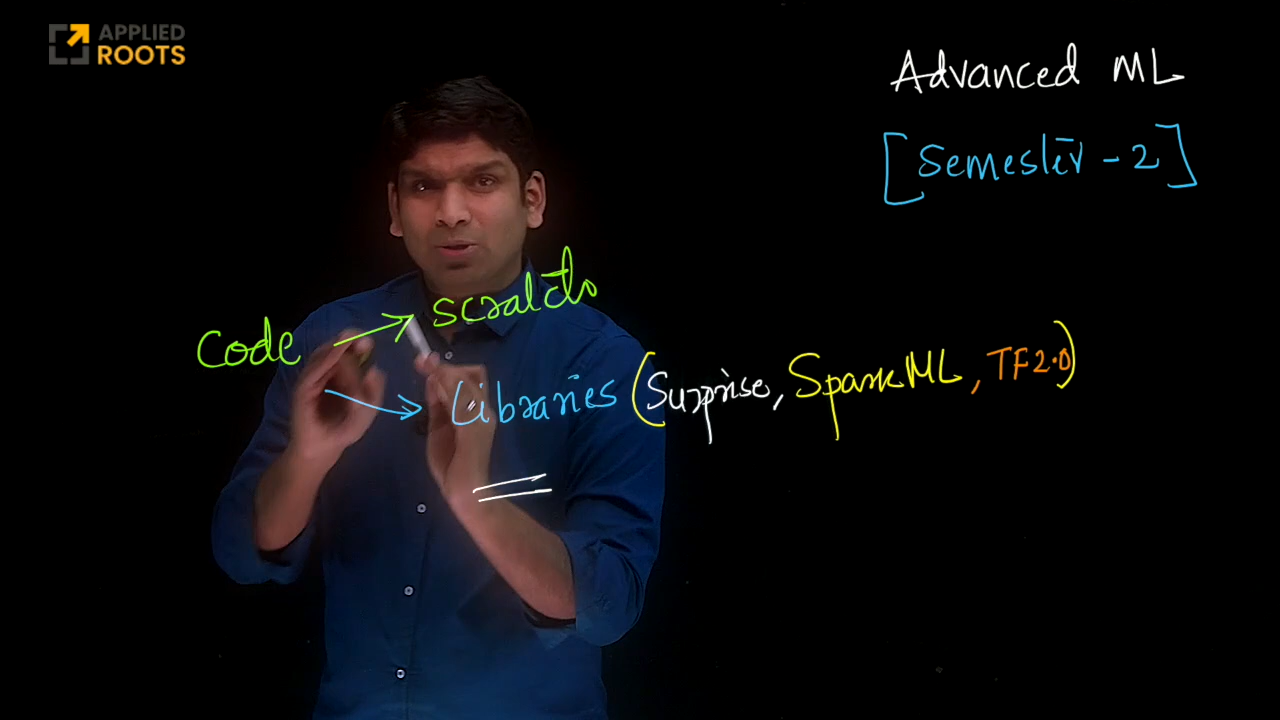 APPLIED
ROOTS
Advanced ML
[Semester - 2]
Code → scratch
→ Libraries (Surprise, SparkML, TF2.0)